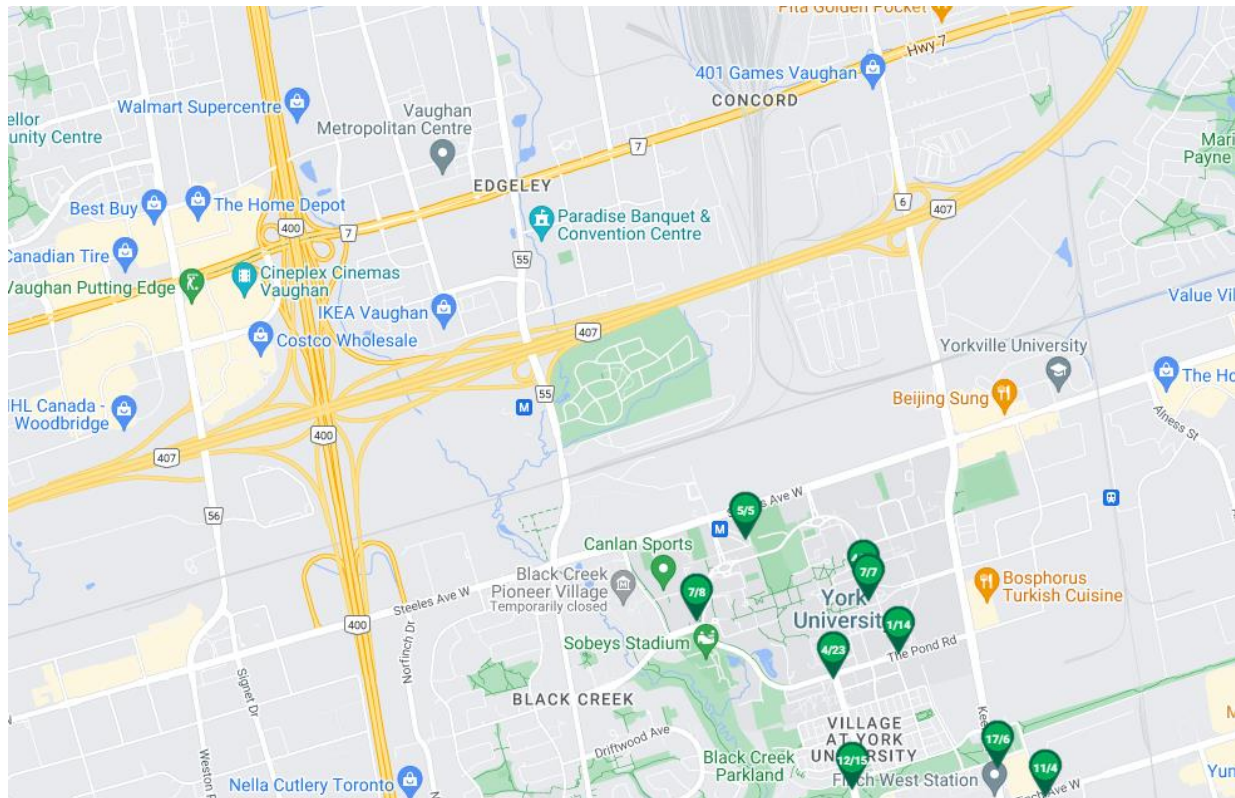 Pita Golden Pocket
Hwy 7
401 Games Vaughan
CONCORD
Walmart Supercentre
Vaughan
Metropolitan Centre
ellor
unity Centre
7
Mari
Payne
EDGELEY
Best Buy
The Home Depot
6
407
400
7
Paradise Banquet &
Convention Centre
Canadian Tire
55
Cineplex Cinemas
Vaughan
Vaughan Putting Edge
Value Vil
IKEA Vaughan
407
Costco Wholesale
Yorkville University
The Ho
55
Beijing Sung
M
HL Canada -
Woodbridge
Alness St
400
407
5/5
Steeles Ave W
56
M
Canlan Sports
Black Creek
Pioneer Village
Temporarily closed
7/7
Bosphorus
Turkish Cuisine
7/8
York
University
Steeles Ave W
400
Norfinch Dr
1/14
Sobeys Stadium
4/23
The Pond Rd
Signet Dr
BLACK CREEK
VILLAGE
AT YORK
UNIVERSITY
Driftwood Ave
Kee
17/6
Weston
Black Creek
Parkland
12/15
Finch West Station
11/4
Nella Cutlery Toronto
Ave W
Yun